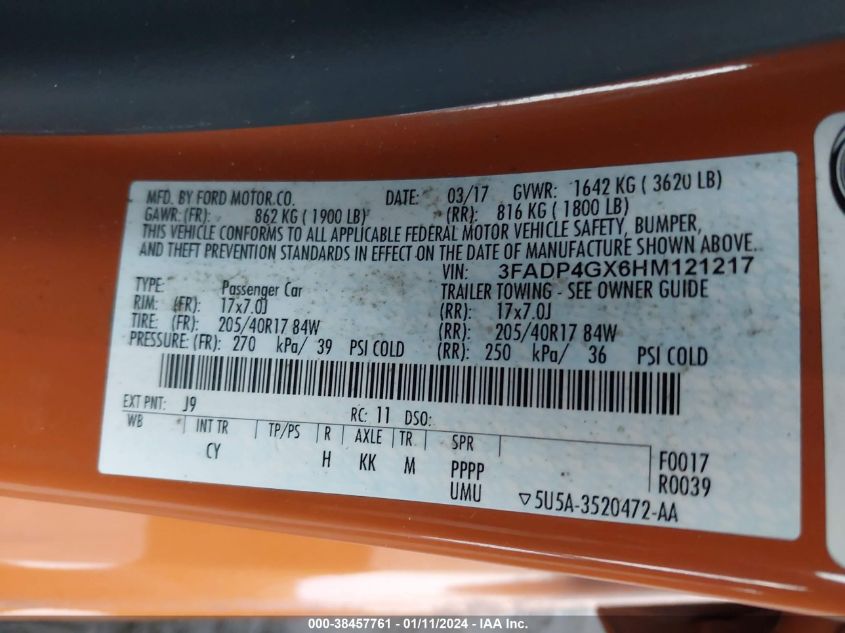 MFD. BY FORD MOTOR.CO. DATE: 03/17 GVWR: 1642 KG ( 3620 LB)
GAWR: (FR): 862 KG ( 1900 LB) (RR): 816 KG ( 1800 LB)
THIS VEHICLE CONFORMS TO ALL APPLICABLE FEDERAL MOTOR VEHICLE SAFETY, BUMPER,
AND THEFT PREVENTION STANDARDS IN EFFECT ON THE DATE OF MANUFACTURE SHOWN ABOVE.
VIN: 3FADP4GX6HM121217
TYPE: Passenger Car TRAILER TOWING - SEE OWNER GUIDE
RIM: (FR): 17x7.0J (RR): 17x7.0J
TIRE: (FR): 205/40R17 84W (RR): 205/40R17 84W
PRESSURE: (FR): 270 kPa/ 39 PSI COLD (RR): 250 kPa/ 36 PSI COLD
EXT PNT: J9 RC: 11 DSO:
WB INT TR TP/PS R AXLE TR SPR F0017
CY H KK M PPPP R0039
UMU ▽5U5A-3520472-AA
000-38457761 - 01/11/2024 - IAA Inc.